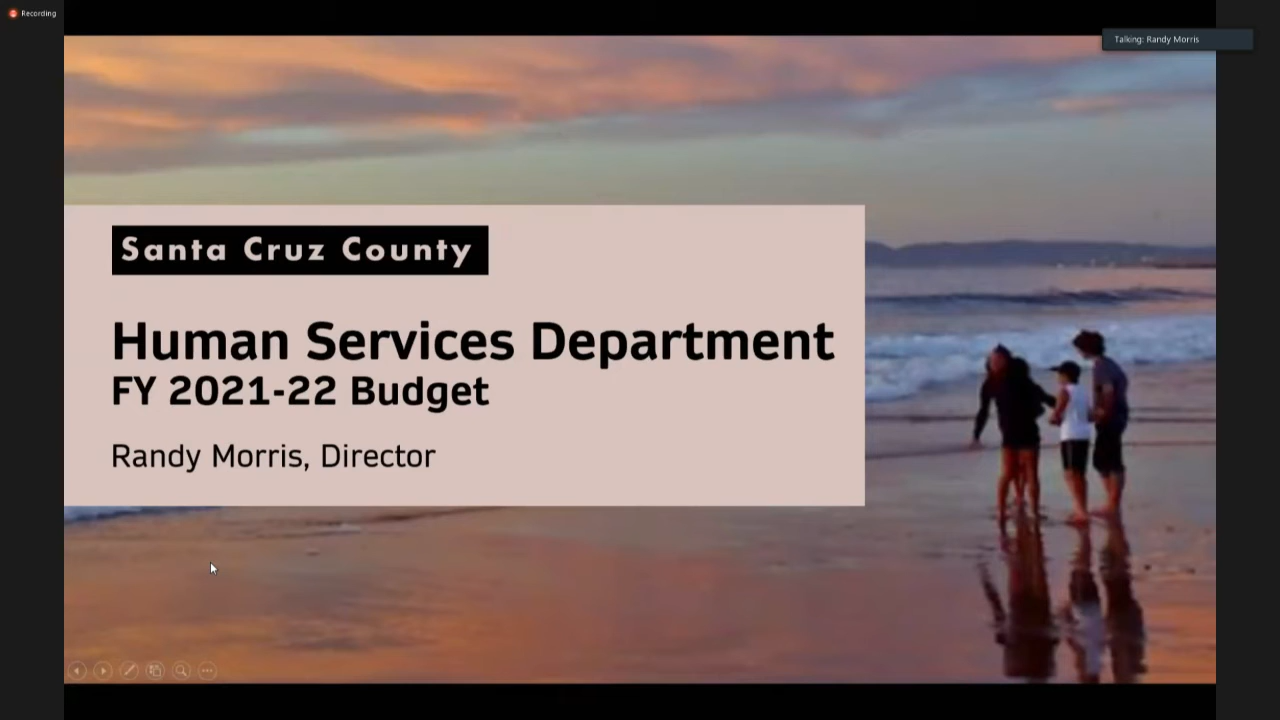 Recording
Talking: Randy Morris
Santa Cruz County
Human Services Department
FY 2021-22 Budget
Randy Morris, Director